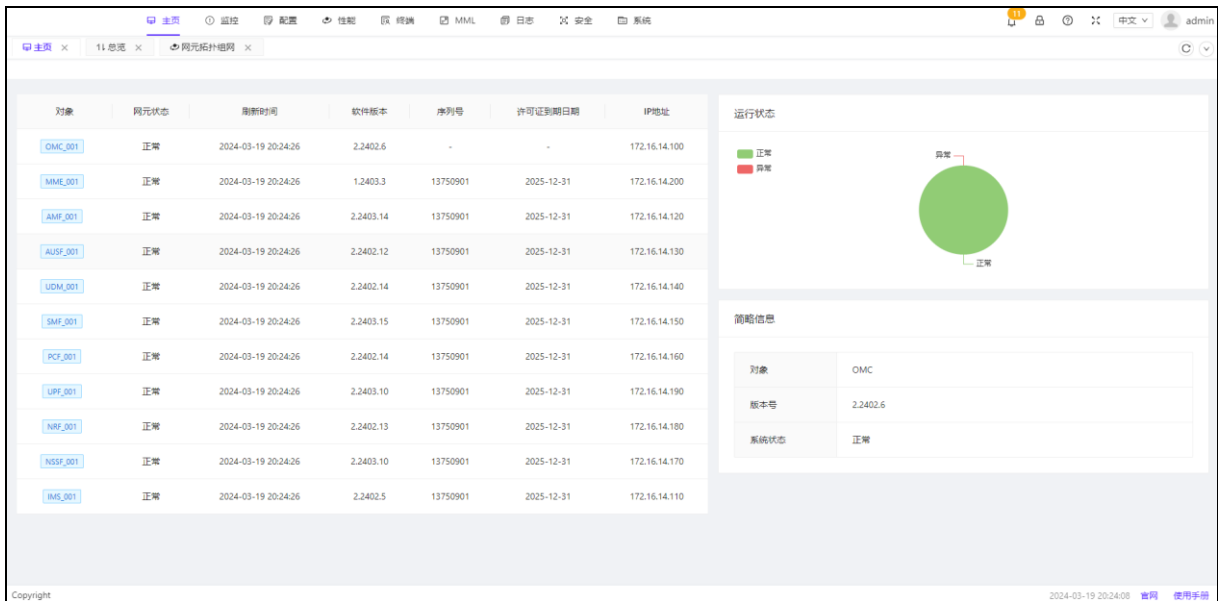 主页 监控 配置 性能 终端 MML 日志 安全 系统 11 中文 admin
主页 × 总览 × 网元拓扑组网 ×
对象 网元状态 刷新时间 软件版本 序列号 许可证到期日期 IP地址
OMC_001 正常 2024-03-19 20:24:26 2.2402.6 - - 172.16.14.100
MME_001 正常 2024-03-19 20:24:26 1.2403.3 13750901 2025-12-31 172.16.14.200
AMF_001 正常 2024-03-19 20:24:26 2.2403.14 13750901 2025-12-31 172.16.14.120
AUSF_001 正常 2024-03-19 20:24:26 2.2402.12 13750901 2025-12-31 172.16.14.130
UDM_001 正常 2024-03-19 20:24:26 2.2402.14 13750901 2025-12-31 172.16.14.140
SMF_001 正常 2024-03-19 20:24:26 2.2403.15 13750901 2025-12-31 172.16.14.150
PCF_001 正常 2024-03-19 20:24:26 2.2402.14 13750901 2025-12-31 172.16.14.160
UPF_001 正常 2024-03-19 20:24:26 2.2403.10 13750901 2025-12-31 172.16.14.190
NRF_001 正常 2024-03-19 20:24:26 2.2402.13 13750901 2025-12-31 172.16.14.180
NSSF_001 正常 2024-03-19 20:24:26 2.2403.10 13750901 2025-12-31 172.16.14.170
IMS_001 正常 2024-03-19 20:24:26 2.2402.5 13750901 2025-12-31 172.16.14.110
运行状态
正常
异常
异常
正常
简略信息
对象 OMC
版本号 2.2402.6
系统状态 正常
Copyright 2024-03-19 20:24:08 官网 使用手册